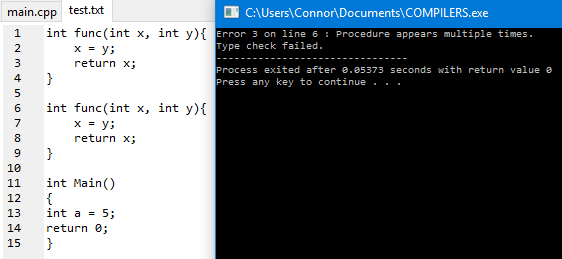 main.cpp test.txt
1 int func(int x, int y){
2 x = y;
3 return x;
4 }
5
6 int func(int x, int y){
7 x = y;
8 return x;
9 }
10
11 int Main()
12 {
13 int a = 5;
14 return 0;
15 }
C:\Users\Connor\Documents\COMPILERS.exe
Error 3 on line 6 : Procedure appears multiple times.
Type check failed.
--------------------------------
Process exited after 0.05373 seconds with return value 0
Press any key to continue . . .